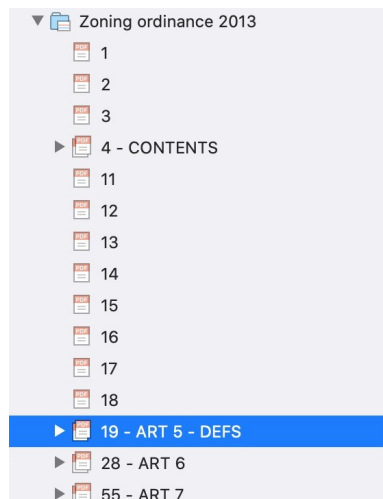 Zoning ordinance 2013
1
2
3
4 - CONTENTS
11
12
13
14
15
16
17
18
19 - ART 5 - DEFS
28 - ART 6
55 - ART 7